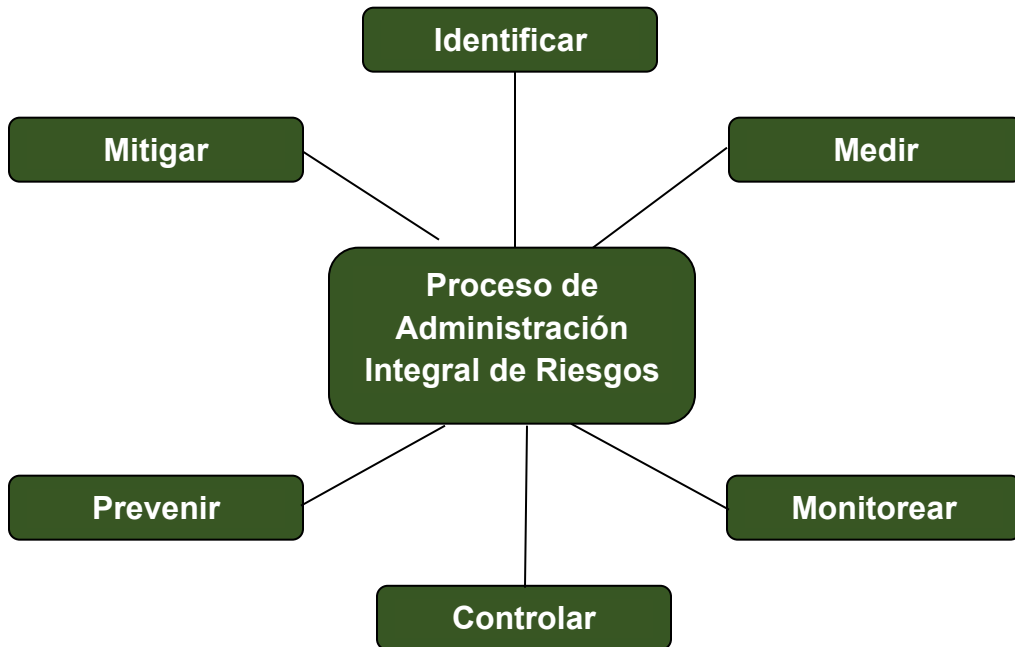 Identificar
Mitigar
Medir
Proceso de
Administración
Integral de Riesgos
Prevenir
Monitorear
Controlar